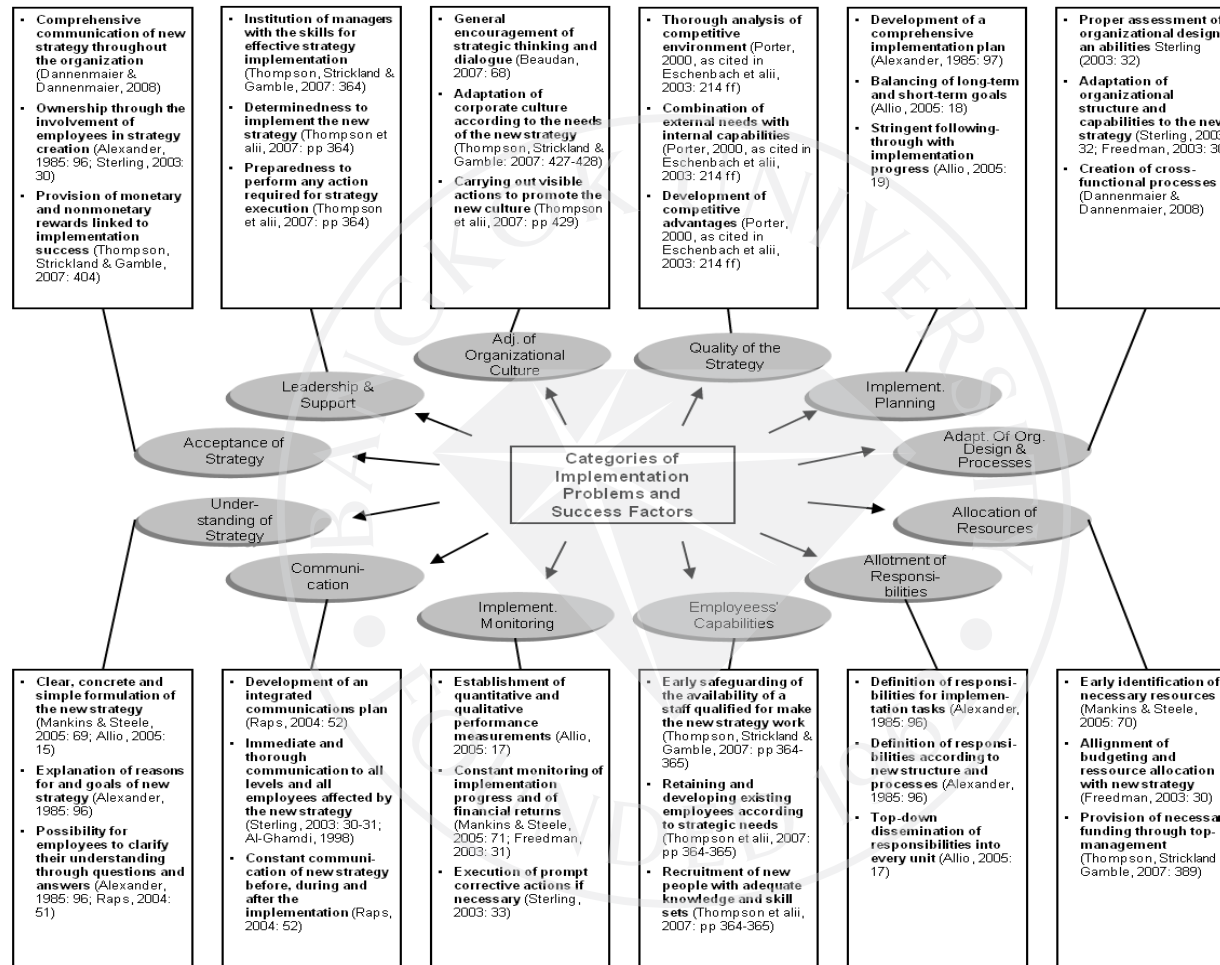 ▪ Comprehensive
communication of new
strategy throughout
the organization
(Dannenmaier &
Dannenmaier, 2008)
▪ Ownership through the
involvement of
employees in strategy
creation (Alexander,
1985: 96; Sterling, 2003:
30)
▪ Provision of monetary
and nonmonetary
rewards linked to
implementation
success (Thompson,
Strickland & Gamble,
2007: 404)
▪ Institution of managers
with the skills for
effective strategy
implementation
(Thompson, Strickland &
Gamble, 2007: 364)
▪ Determinedness to
implement the new
strategy (Thompson et
alii, 2007: pp 364)
▪ Preparedness to
perform any action
required for strategy
execution (Thompson
et alii, 2007: pp 364)
▪ General
encouragement of
strategic thinking and
dialogue (Beaudan,
2007: 68)
▪ Adaptation of
corporate culture
according to the needs
of the new strategy
(Thompson, Strickland &
Gamble: 2007: 427-428)
▪ Carrying out visible
actions to promote the
new culture (Thompson
et alii, 2007: pp 429)
▪ Thorough analysis of
competitive
environment (Porter,
2000, as cited in
Eschenbach et alii,
2003: 214 ff)
▪ Combination of
external needs with
internal capabilities
(Porter, 2000, as cited in
Eschenbach et alii,
2003: 214 ff)
▪ Development of
competitive
advantages (Porter,
2000, as cited in
Eschenbach et alii,
2003: 214 ff)
▪ Development of a
comprehensive
implementation plan
(Alexander, 1985: 97)
▪ Balancing of long-term
and short-term goals
(Allio, 2005: 18)
▪ Stringent following-
through with
implementation
progress (Allio, 2005:
19)
▪ Proper assessment of
organizational design
an abilities Sterling
(2003: 32)
▪ Adaptation of
organizational
structure and
capabilities to the new
strategy (Sterling, 2003:
32; Freedman, 2003:
▪ Creation of cross-
functional processes
(Dannenmaier &
Dannenmaier, 2008)
Adj. of
Organizational
Culture
Quality of the
Strategy
Leadership &
Support
Implement.
Planning
Acceptance of
Strategy
Adapt. Of Org.
Design &
Processes
Categories of
Implementation
Problems and
Success Factors
Under-
standing of
Strategy
Allocation of
Resources
Communi-
cation
Allotment of
Responsi-
bilities
Implement.
Monitoring
Employeess'
Capabilities
▪ Clear, concrete and
simple formulation of
the new strategy
(Mankins & Steele,
2005: 69; Allio, 2005:
15)
▪ Explanation of reasons
for and goals of new
strategy (Alexander,
1985: 96)
▪ Possibility for
employees to clarify
their understanding
through questions and
answers (Alexander,
1985: 96; Raps, 2004:
51)
▪ Development of an
integrated
communications plan
(Raps, 2004: 52)
▪ Immediate and
thorough
communication to all
levels and all
employees affected by
the new strategy
(Sterling, 2003: 30-31;
Al-Ghamdi, 1998)
▪ Constant communi-
cation of new strategy
before, during and
after the
implementation (Raps,
2004: 52)
▪ Establishment of
quantitative and
qualitative
performance
measurements (Allio,
2005: 17)
▪ Constant monitoring of
implementation
progress and of
financial returns
(Mankins & Steele,
2005: 71; Freedman,
2003: 31)
▪ Execution of prompt
corrective actions if
necessary (Sterling,
2003: 33)
▪ Early safeguarding of
the availability of a
staff qualified for make
the new strategy work
(Thompson, Strickland &
Gamble, 2007: pp 364-
365)
▪ Retaining and
developing existing
employees according
to strategic needs
(Thompson et alii, 2007:
pp 364-365)
▪ Recruitment of new
people with adequate
knowledge and skill
sets (Thompson et alii,
2007: pp 364-365)
▪ Definition of responsi-
bilities for implemen-
tation tasks (Alexander,
1985: 96)
▪ Definition of responsi-
bilities according to
new structure and
processes (Alexander,
1985: 96)
▪ Top-down
dissemination of
responsibilities into
every unit (Allio, 2005:
17)
▪ Early identification of
necessary resources
(Mankins & Steele,
2005: 70)
▪ Allignment of
budgeting and
ressource allocation
with new strategy
(Freedman, 2003: 30)
▪ Provision of
funding through top-
management
(Thompson, Strickland
Gamble, 2007: 389)
BANGKOK UNIVERSITY
FOUNDED 1962